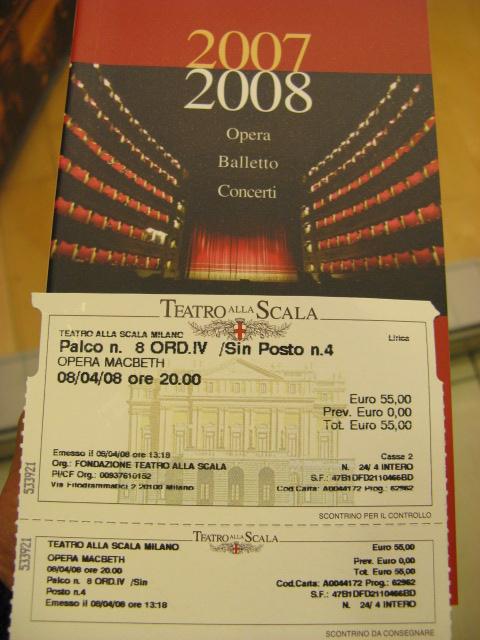 2007
2008
Opera
Balletto
Concerti
TEATRO ALLA SCALA
TEATRO ALLA SCALA MILANO
Lirica
Palco n. 8 ORD.IV /Sin Posto n.4
OPERA MACBETH
08/04/08 ore 20.00
Euro 55,00
Prev. Euro 0,00
Tot. Euro 55,00
Emesso il 08/04/08 ore 13:18
Cassa 2
Org.: FONDAZIONE TEATRO ALLA SCALA
N. 24/ 4 INTERO
PI/CF Org.: 00937610152
S.F.: 47B1DFD2110466BD
Via Filodrammatici 2 20100 Milano
Cod.Carta: A0044172 Prog.: 62962
533921
SCONTRINO PER IL CONTROLLO
TEATRO ALLA SCALA
TEATRO ALLA SCALA MILANO
Euro 55,00
OPERA MACBETH
Prev. Euro 0,00
08/04/08 ore 20.00
Tot. Euro 55,00
Palco n. 8 ORD.IV /Sin
Cod.Carta: A0044172 Prog.: 62962
Posto n.4
S.F.: 47B1DFD2110466BD
Emesso il 08/04/08 ore 13:18
N. 24/ 4 INTERO
533921
SCONTRINO DA CONSEGNARE